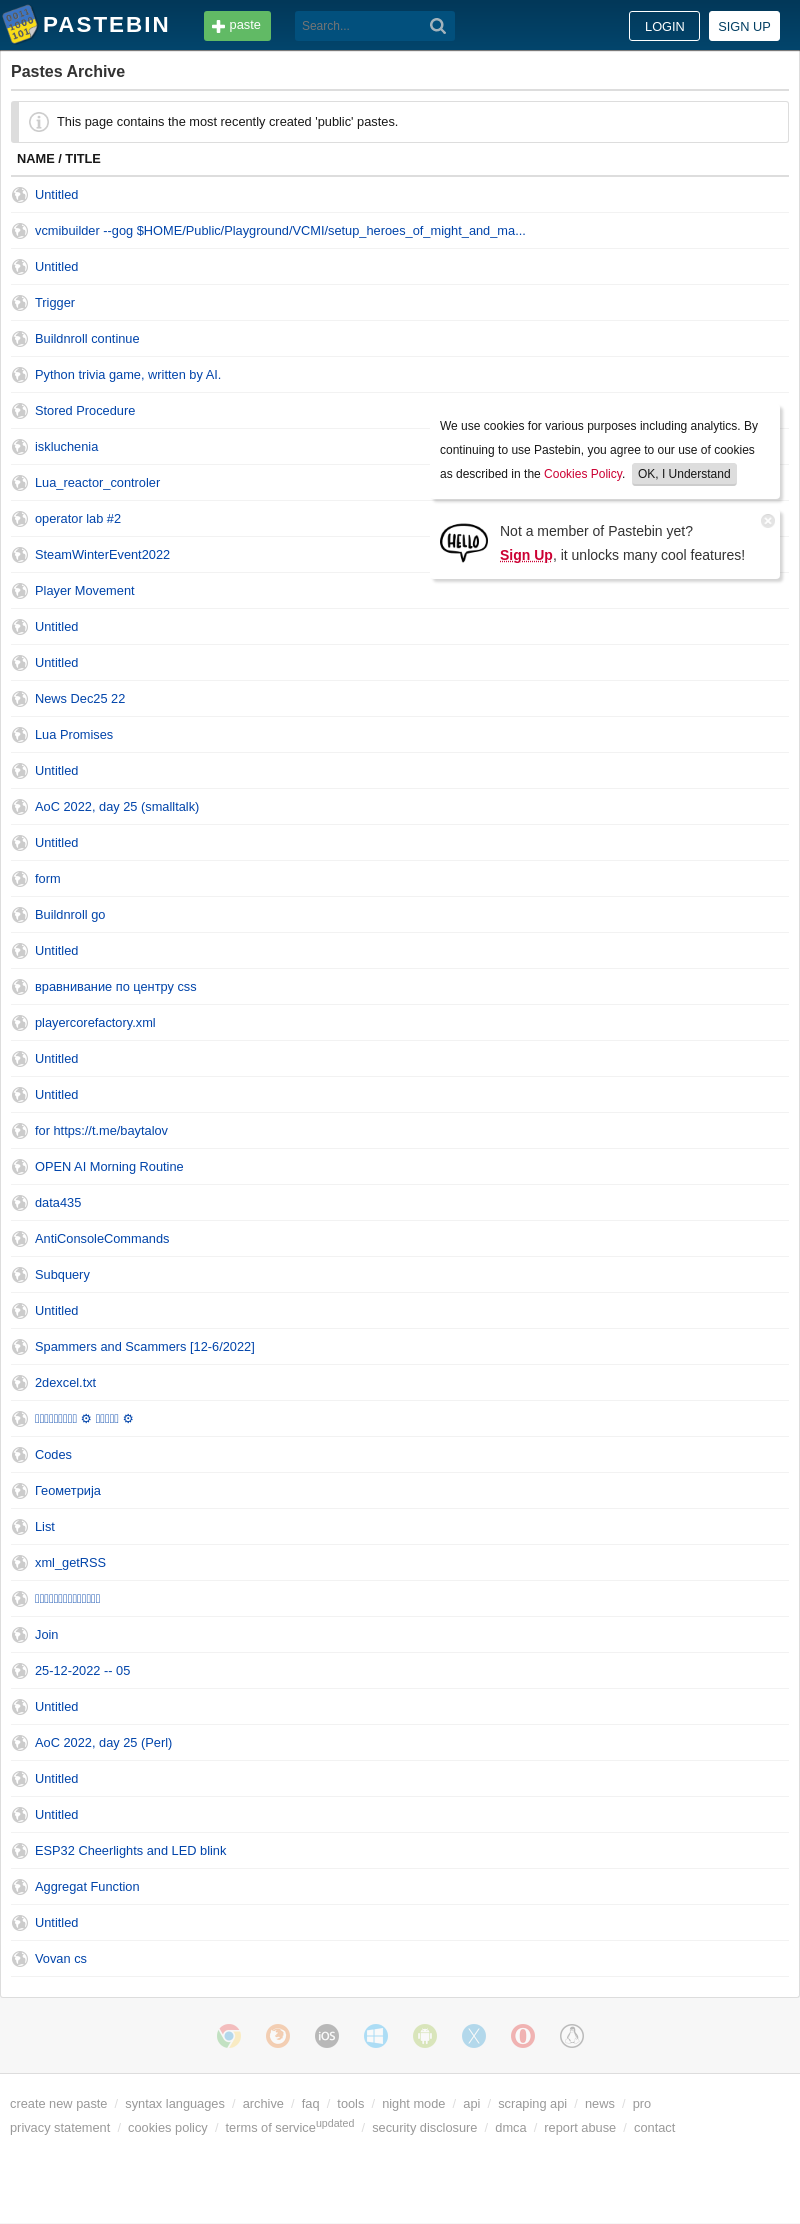 PASTEBIN
paste
Search...
LOGIN
SIGN UP
Pastes Archive
This page contains the most recently created 'public' pastes.
NAME / TITLE
Untitled
vcmibuilder --gog $HOME/Public/Playground/VCMI/setup_heroes_of_might_and_ma...
Untitled
Trigger
Buildnroll continue
Python trivia game, written by AI.
Stored Procedure
iskluchenia
Lua_reactor_controler
operator lab #2
SteamWinterEvent2022
We use cookies for various purposes including analytics. By
continuing to use Pastebin, you agree to our use of cookies
as described in the Cookies Policy. OK, I Understand
HELLO
Not a member of Pastebin yet?
Sign Up, it unlocks many cool features!
Player Movement
Untitled
Untitled
News Dec25 22
Lua Promises
Untitled
AoC 2022, day 25 (smalltalk)
Untitled
form
Buildnroll go
Untitled
вравнивание по центру css
playercorefactory.xml
Untitled
Untitled
for https://t.me/baytalov
OPEN AI Morning Routine
data435
AntiConsoleCommands
Subquery
Untitled
Spammers and Scammers [12-6/2022]
2dexcel.txt
⚙ ⚙
Codes
Геометрија
List
xml_getRSS
Join
25-12-2022 -- 05
Untitled
AoC 2022, day 25 (Perl)
Untitled
Untitled
ESP32 Cheerlights and LED blink
Aggregat Function
Untitled
Vovan cs
iOS
create new paste / syntax languages / archive / faq / tools / night mode / api / scraping api / news / pro
privacy statement / cookies policy / terms of service updated / security disclosure / dmca / report abuse / contact